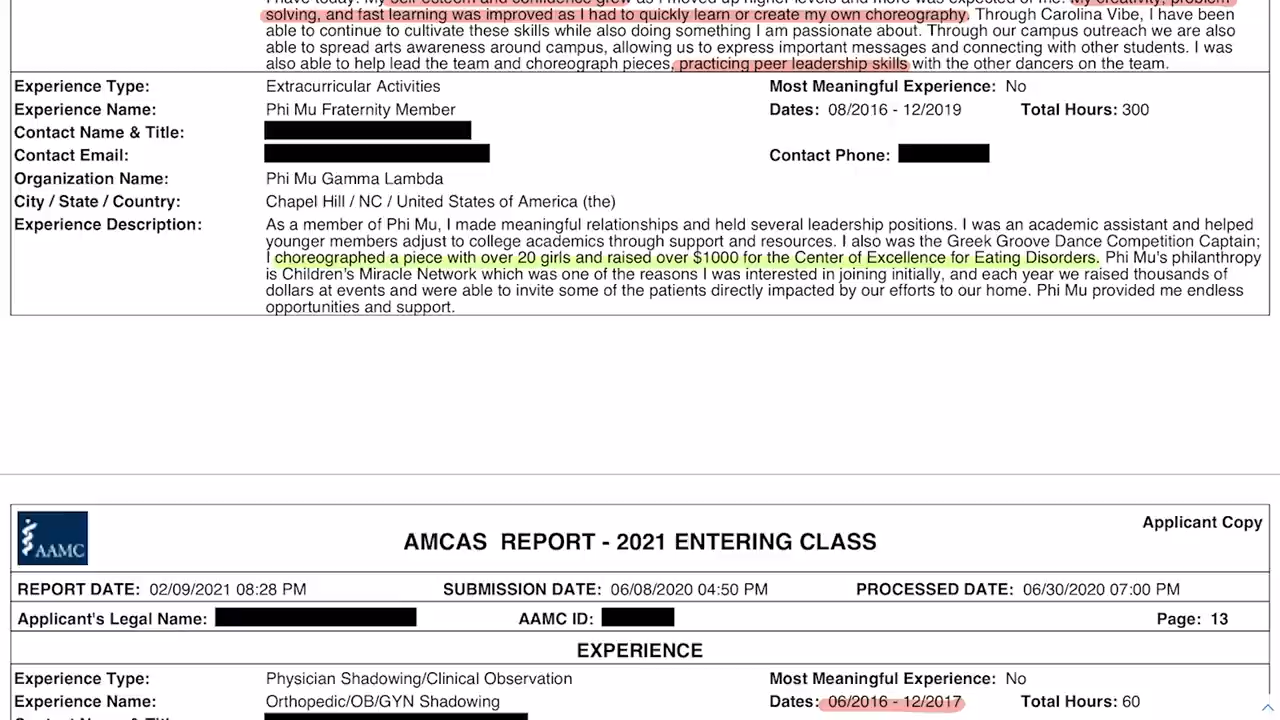 I have today. My self-esteem and confidence grew as I moved up higher levels and more was expected of me. My creativity, problem
solving, and fast learning was improved as I had to quickly learn or create my own choreography. Through Carolina Vibe, I have been
able to continue to cultivate these skills while also doing something I am passionate about. Through our campus outreach we are also
able to spread arts awareness around campus, allowing us to express important messages and connecting with other students. I was
also able to help lead the team and choreograph pieces, practicing peer leadership skills with the other dancers on the team.
Experience Type: Extracurricular Activities Most Meaningful Experience: No
Experience Name: Phi Mu Fraternity Member Dates: 08/2016 - 12/2019 Total Hours: 300
Contact Name & Title:
Contact Email: Contact Phone:
Organization Name: Phi Mu Gamma Lambda
City / State / Country: Chapel Hill / NC / United States of America (the)
Experience Description: As a member of Phi Mu, I made meaningful relationships and held several leadership positions. I was an academic assistant and helped
younger members adjust to college academics through support and resources. I also was the Greek Groove Dance Competition Captain;
I choreographed a piece with over 20 girls and raised over $1000 for the Center of Excellence for Eating Disorders. Phi Mu's philanthropy
is Children's Miracle Network which was one of the reasons I was interested in joining initially, and each year we raised thousands of
dollars at events and were able to invite some of the patients directly impacted by our efforts to our home. Phi Mu provided me endless
opportunities and support.
AAMC
Applicant Copy
AMCAS REPORT - 2021 ENTERING CLASS
REPORT DATE: 02/09/2021 08:28 PM SUBMISSION DATE: 06/08/2020 04:50 PM PROCESSED DATE: 06/30/2020 07:00 PM
Applicant's Legal Name: AAMC ID: Page: 13
EXPERIENCE
Experience Type: Physician Shadowing/Clinical Observation Most Meaningful Experience: No
Experience Name: Orthopedic/OB/GYN Shadowing Dates: 06/2016 - 12/2017 Total Hours: 60
Contact Name & Title: